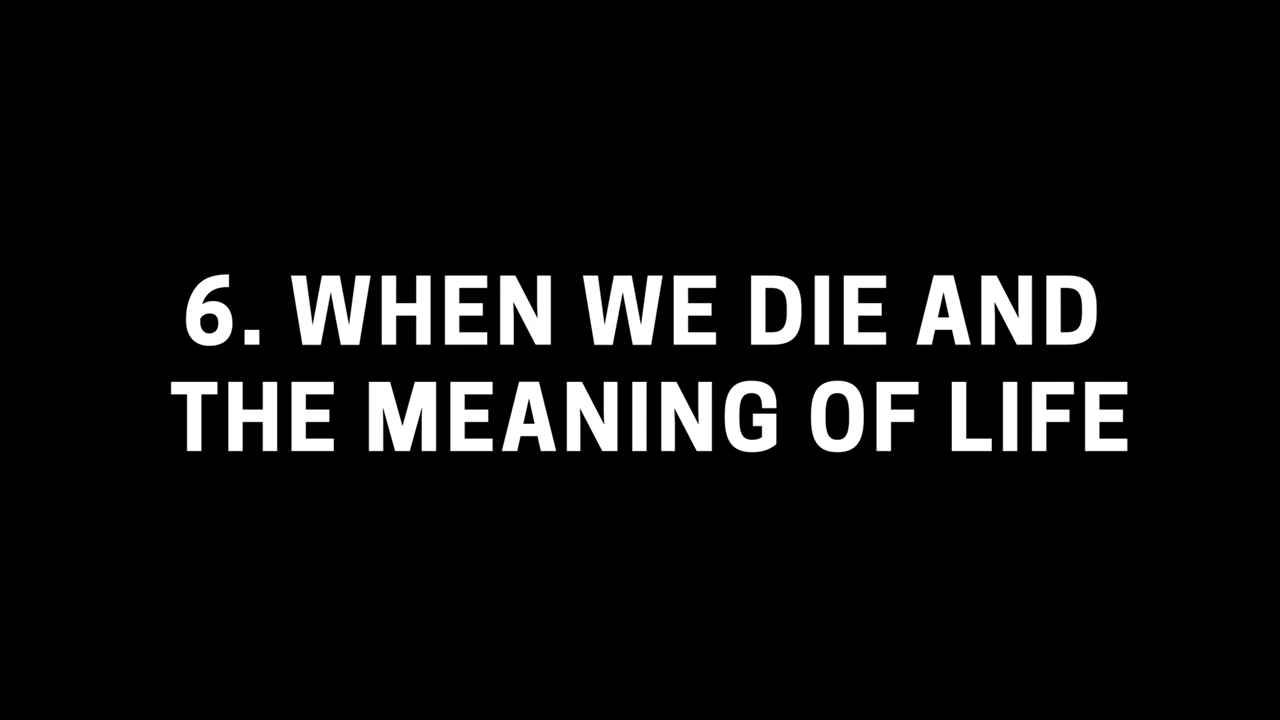 6. WHEN WE DIE AND
THE MEANING OF LIFE